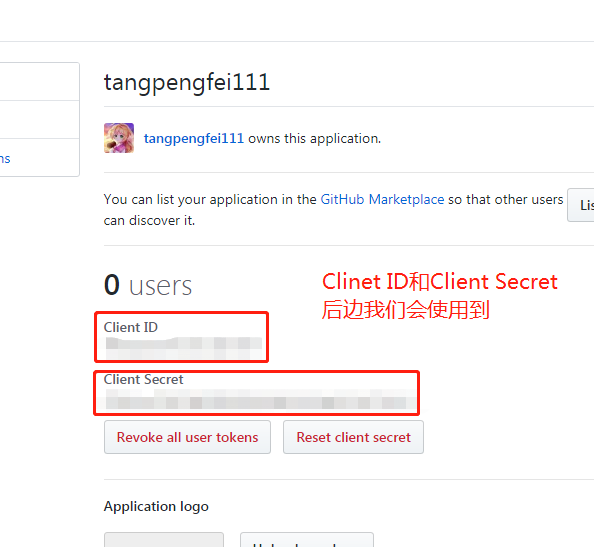 tangpengfei111
ns
tangpengfei111 owns this application.
You can list your application in the GitHub Marketplace so that other users
can discover it.
Lis
0 users
Clinet ID和Client Secret
后边我们会使用到
Client ID
Client Secret
Revoke all user tokens
Reset client secret
Application logo